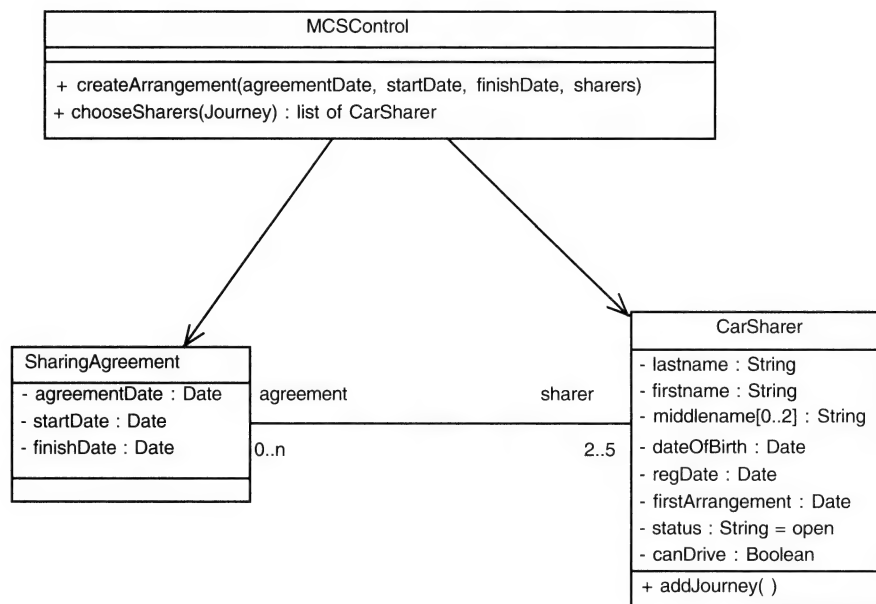 MCSControl
+ createArrangement(agreementDate, startDate, finishDate, sharers)
+ chooseSharers(Journey) : list of CarSharer
SharingAgreement
- agreementDate : Date
- startDate : Date
- finishDate : Date
agreement
sharer
0..n
2..5
CarSharer
- lastname : String
- firstname : String
- middlename[0..2] : String
- dateOfBirth : Date
- regDate : Date
- firstArrangement : Date
- status : String = open
- canDrive : Boolean
+ addJourney( )